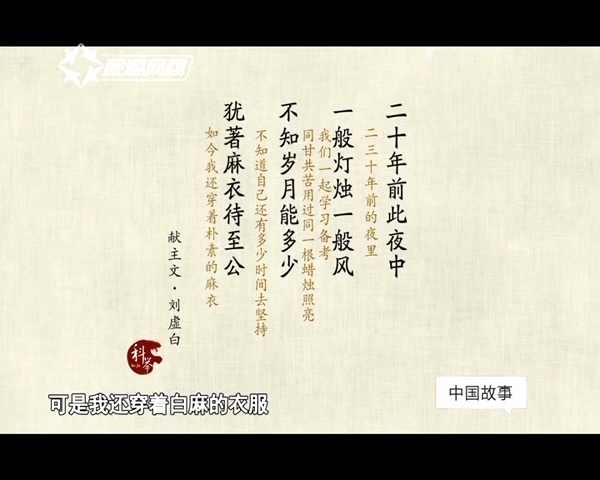 旅游网阅
二十年前此夜中
二三十年前的夜里
一般灯烛一般风
我们一起学习备考
同甘共苦用过同一根蜡烛照亮
不知岁月能多少
不知道自己还有多少时间去坚持
犹著麻衣待至公
如今我还穿着朴素的麻衣
献主文·刘虚白
科举
可是我还穿着白麻的衣服
中国故事